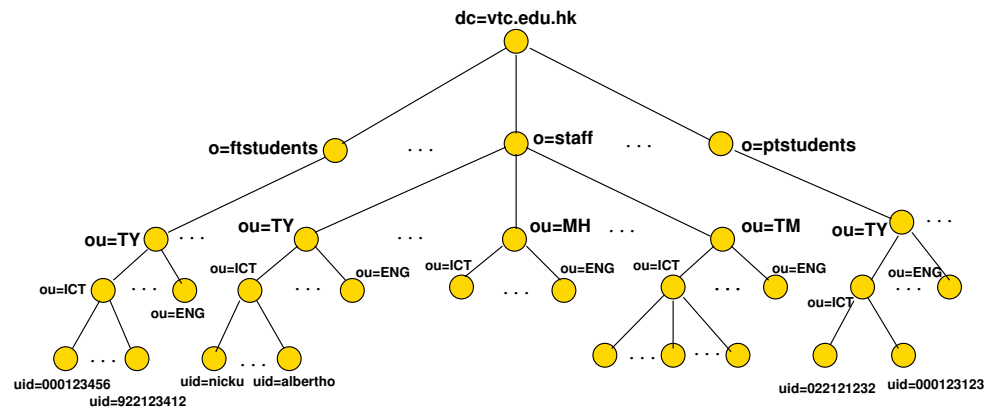 dc=vtc.edu.hk
o=ftstudents
. . .
o=staff
. . .
o=ptstudents
ou=TY
. . .
ou=TY
. . .
ou=MH
. . .
ou=TM
ou=TY
. . .
ou=ICT
. . .
ou=ENG
ou=ICT
. . .
ou=ENG
ou=ICT
. . .
ou=ENG
ou=ICT
. . .
ou=ENG
ou=ICT
. . .
ou=ENG
. . .
uid=000123456
uid=922123412
. . .
uid=nicku
uid=albertho
. . .
. . .
. . .
uid=022121232
uid=000123123